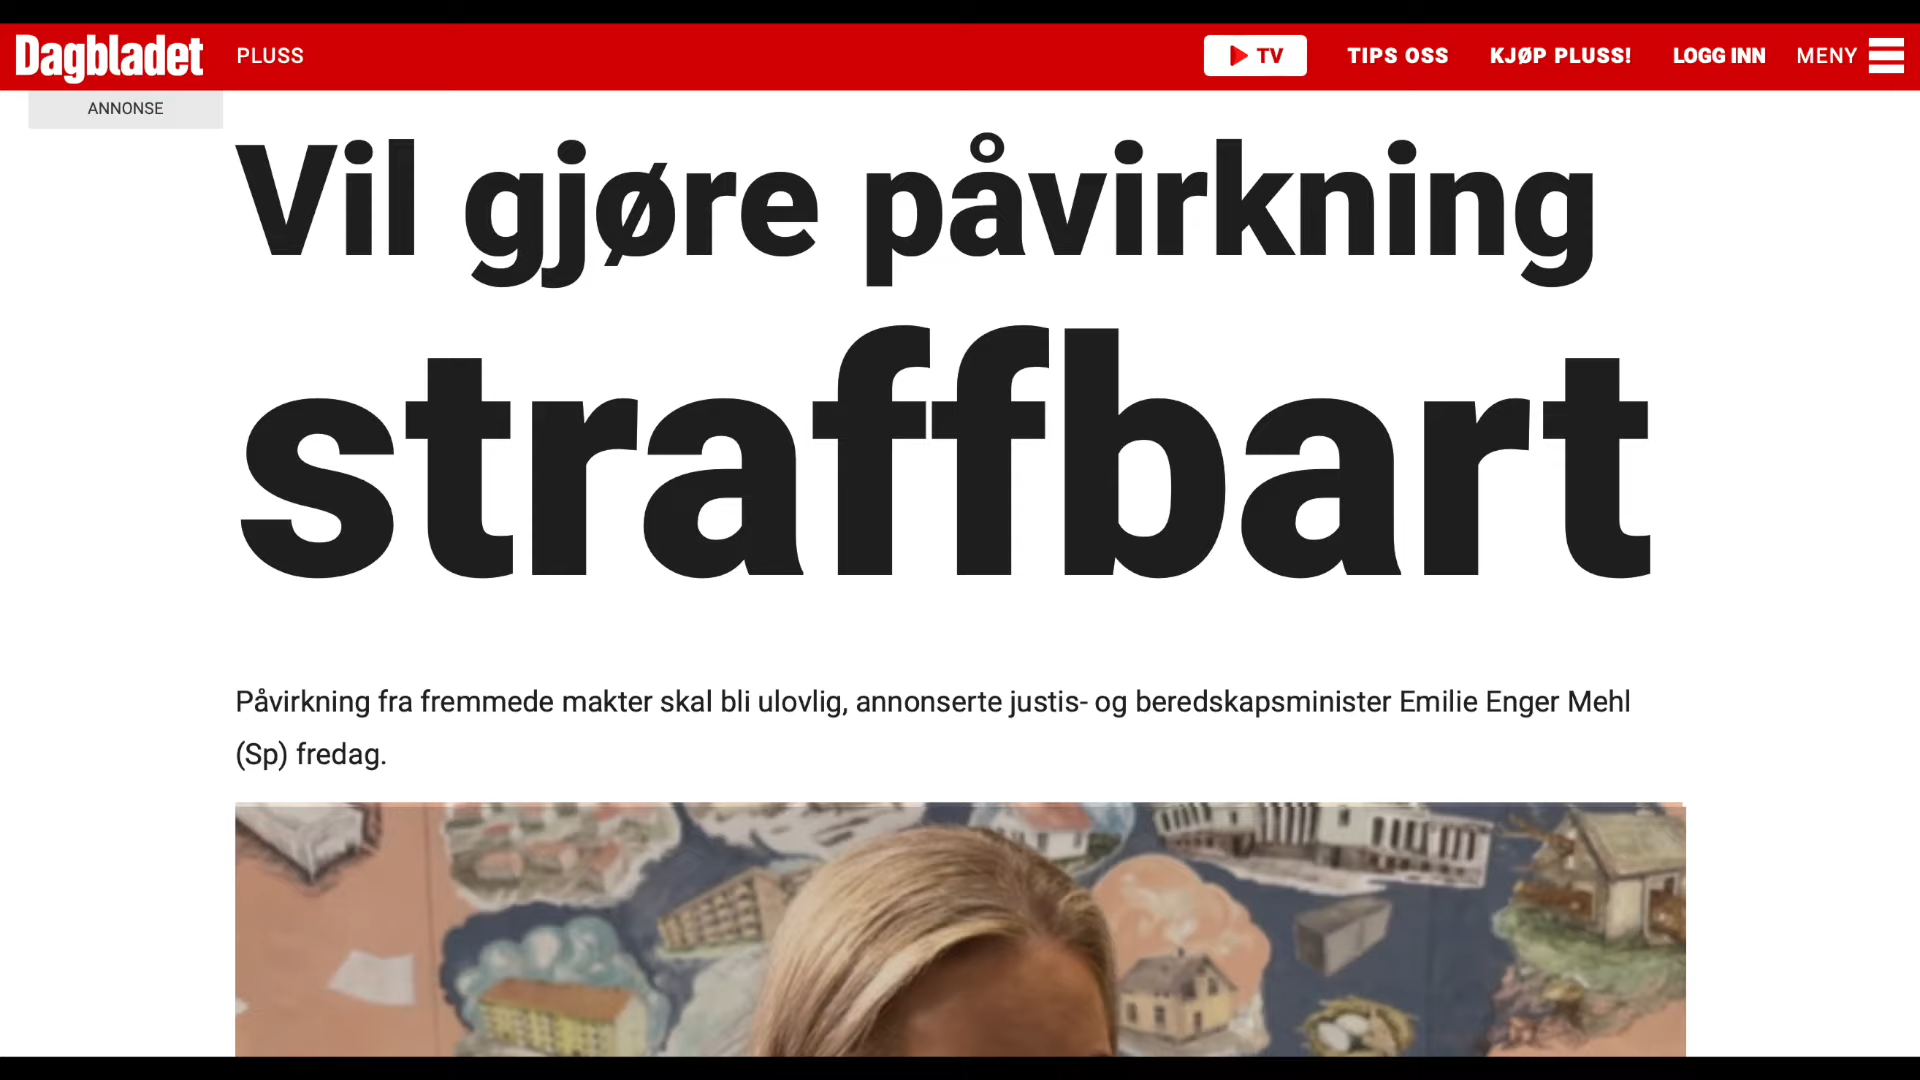 Dagbladet PLUSS TV TIPS OSS KJØP PLUSS! LOGG INN MENY
ANNONSE
Vil gjøre påvirkning
straffbart
Påvirkning fra fremmede makter skal bli ulovlig, annonserte justis- og beredskapsminister Emilie Enger Mehl
(Sp) fredag.